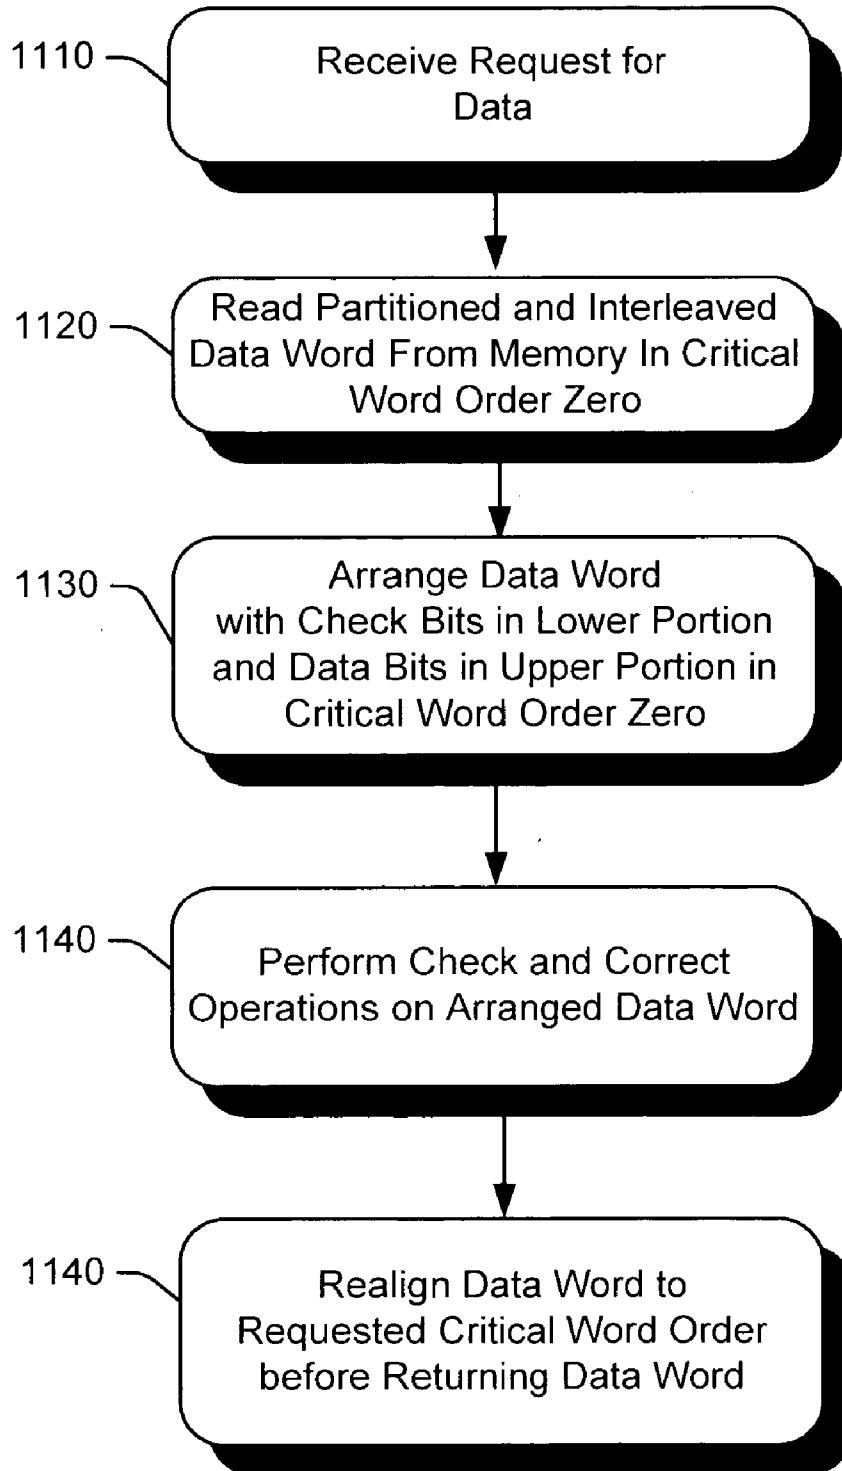 1110
Receive Request for
Data
1120
Read Partitioned and Interleaved
Data Word From Memory In Critical
Word Order Zero
1130
Arrange Data Word
with Check Bits in Lower Portion
and Data Bits in Upper Portion in
Critical Word Order Zero
1140
Perform Check and Correct
Operations on Arranged Data Word
1140
Realign Data Word to
Requested Critical Word Order
before Returning Data Word